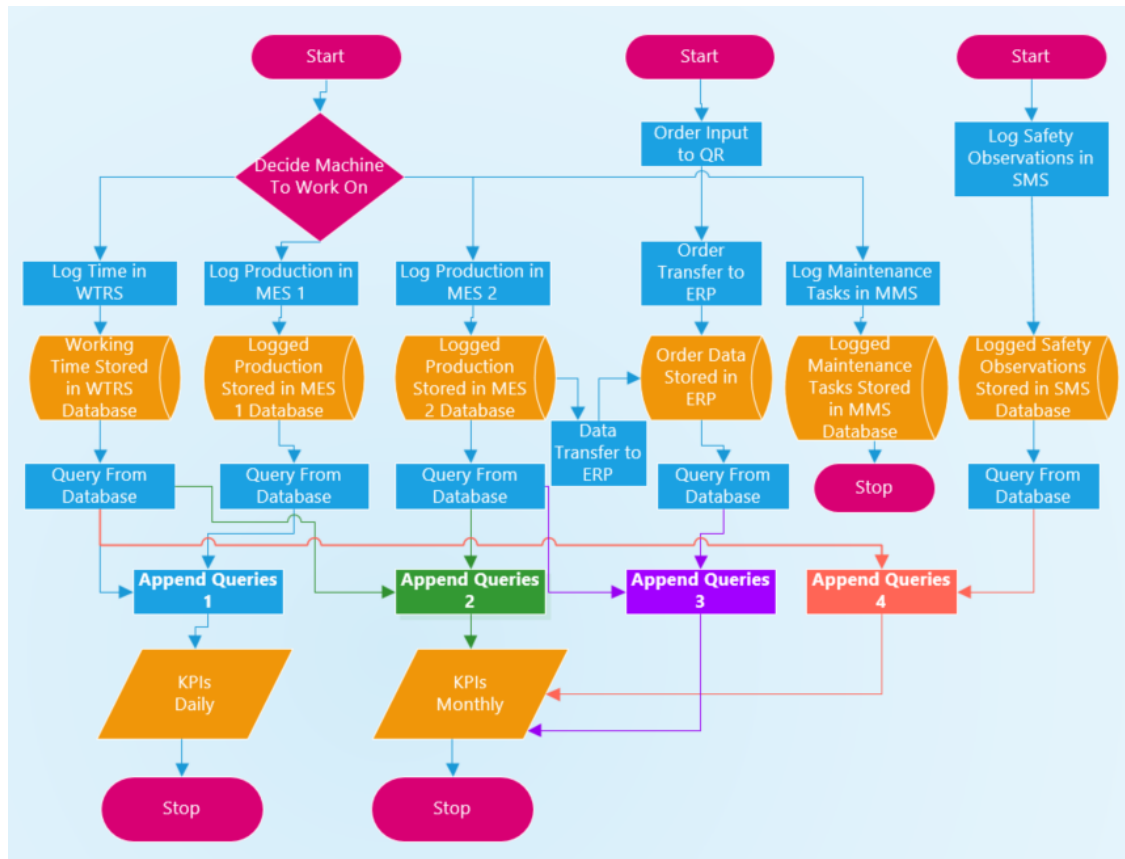 Start
Start
Start
Decide Machine
To Work On
Order Input
to QR
Log Safety
Observations in
SMS
Log Time in
WTRS
Log Production in
MES 1
Log Production in
MES 2
Order
Transfer to
ERP
Log Maintenance
Tasks in MMS
Working
Time Stored
in WTRS
Database
Logged
Production
Stored in MES
1 Database
Logged
Production
Stored in MES
2 Database
Order Data
Stored in
ERP
Logged
Maintenance
Tasks Stored
in MMS
Database
Logged Safety
Observations
Stored in SMS
Database
Data
Transfer to
ERP
Query From
Database
Query From
Database
Query From
Database
Query From
Database
Stop
Query From
Database
Append Queries
1
Append Queries
2
Append Queries
3
Append Queries
4
KPIs
Daily
KPIs
Monthly
Stop
Stop